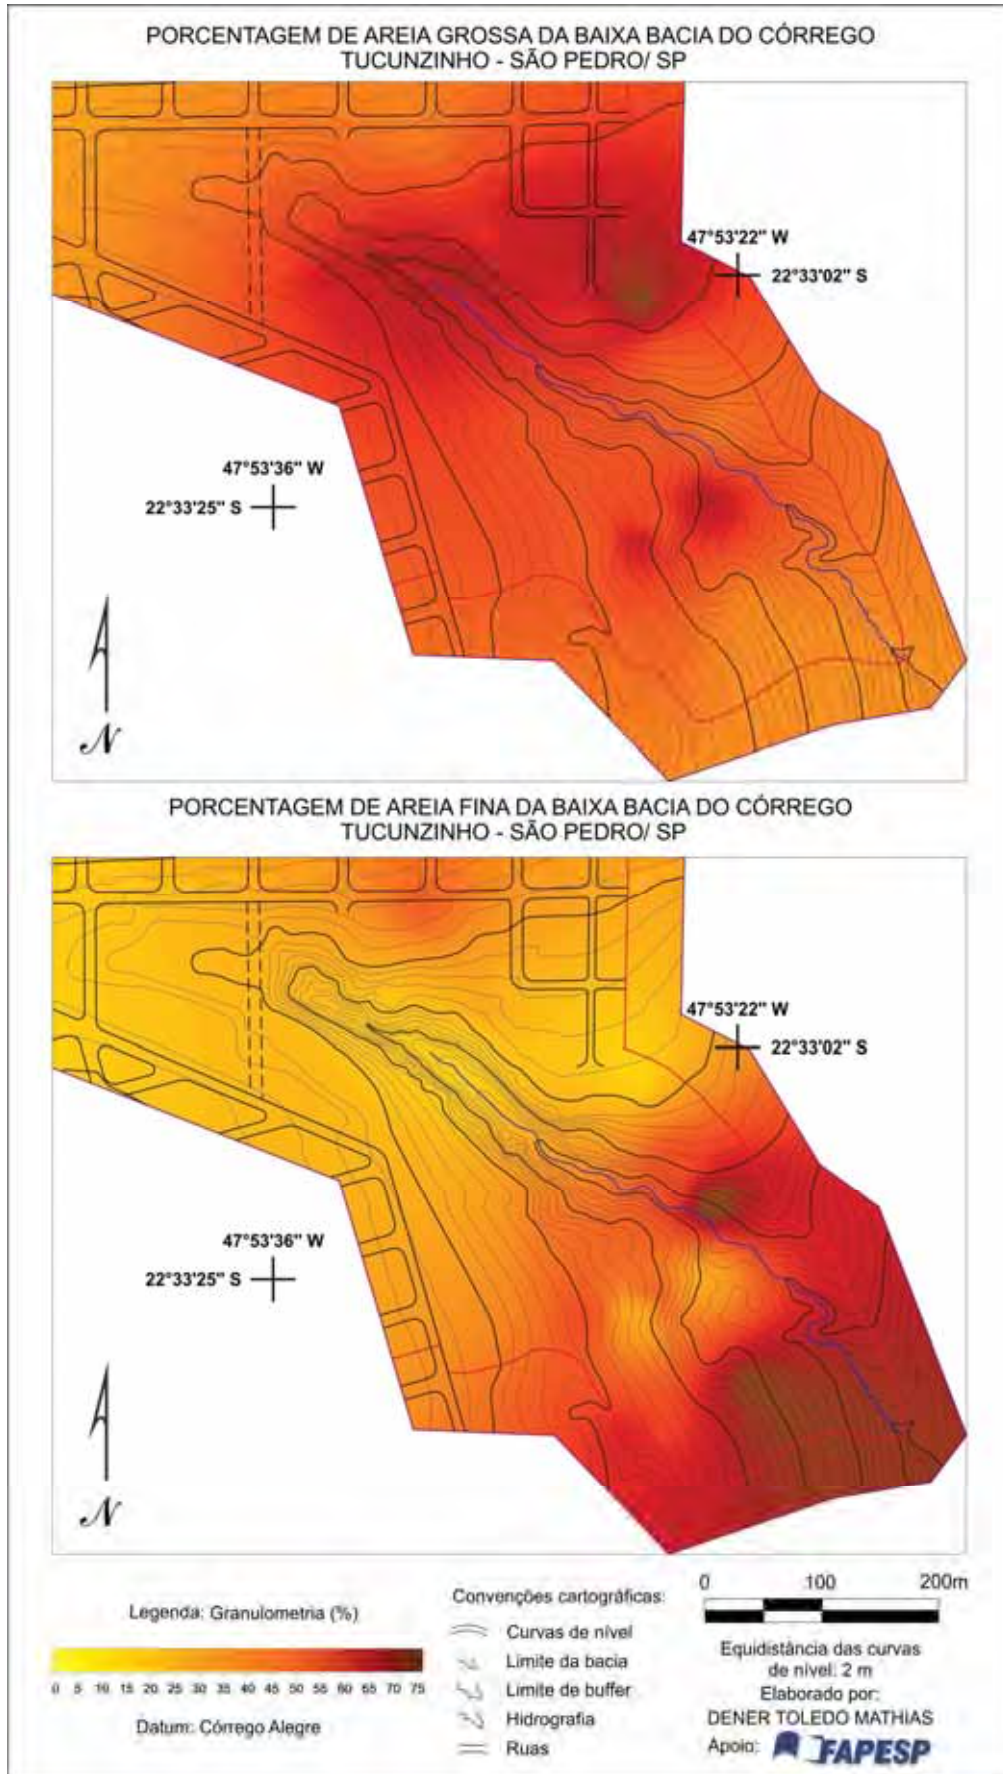 PORCENTAGEM DE AREIA GROSSA DA BAIXA BACIA DO CÓRREGO
TUCUNZINHO - SÃO PEDRO/ SP
47°53'22" W
22°33'02" S
47°53'36" W
22°33'25" S
N
PORCENTAGEM DE AREIA FINA DA BAIXA BACIA DO CÓRREGO
TUCUNZINHO - SÃO PEDRO/ SP
47°53'22" W
22°33'02" S
47°53'36" W
22°33'25" S
N
Legenda: Granulometria (%)
0 5 10 15 20 25 30 35 40 45 50 55 60 65 70 75
Datum: Córrego Alegre
Convenções cartográficas:
Curvas de nível
Limite da bacia
Limite de buffer
Hidrografia
Ruas
0 100 200m
Equidistância das curvas
de nível: 2 m
Elaborado por:
DENER TOLEDO MATHIAS
Apoio: FAPESP